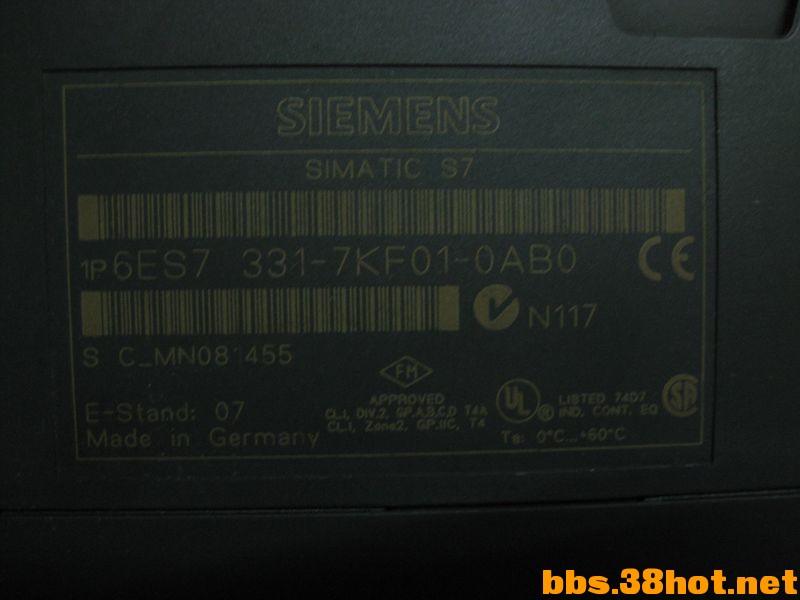 SIEMENS
SIMATIC S7
1P 6ES7 331-7KF01-0AB0
CE
N117
S C_MN081455
FM
APPROVED
CL.I, DIV.2, GP.A,B,C,D T4A
CL.I, Zone2, GP.IIC, T4
UL ® LISTED 74D7
IND. CONT. EQ
SA
E-Stand: 07
Made in Germany
Ta: 0°C...+60°C
bbs.38hot.net